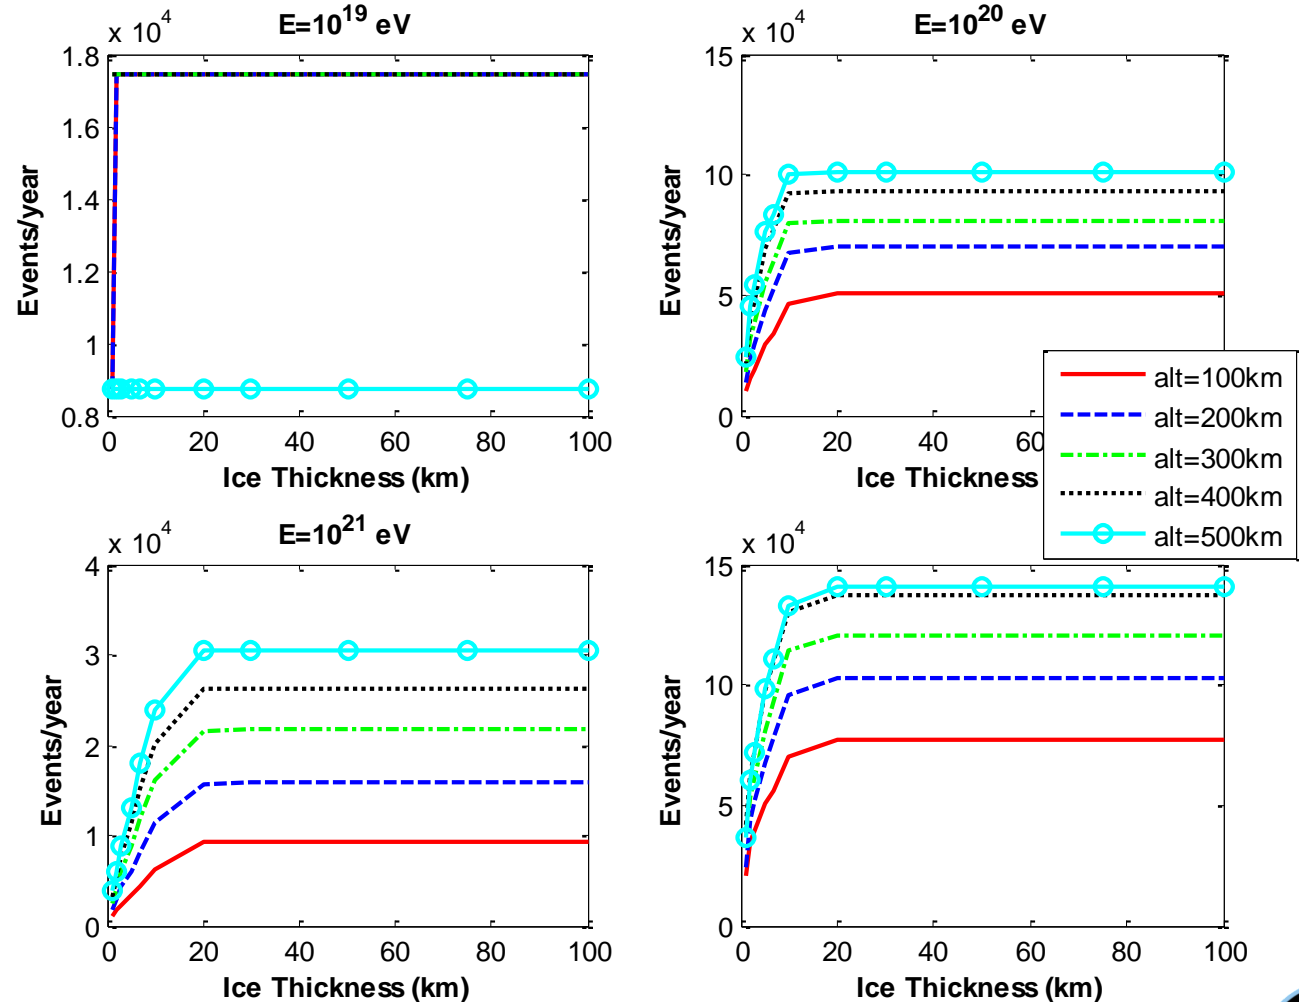 x 10^4
E=10^19 eV
1.8
1.6
1.4
1.2
1
0.8
Events/year
0
20
40
60
80
100
Ice Thickness (km)
x 10^4
E=10^20 eV
15
10
5
0
Events/year
0
20
40
60
100
Ice Thickness
alt=100km
alt=200km
alt=300km
alt=400km
alt=500km
x 10^4
E=10^21 eV
4
3
2
1
0
Events/year
0
20
40
60
80
100
Ice Thickness (km)
x 10^4
15
10
5
0
Events/year
0
20
40
60
80
100
Ice Thickness (km)